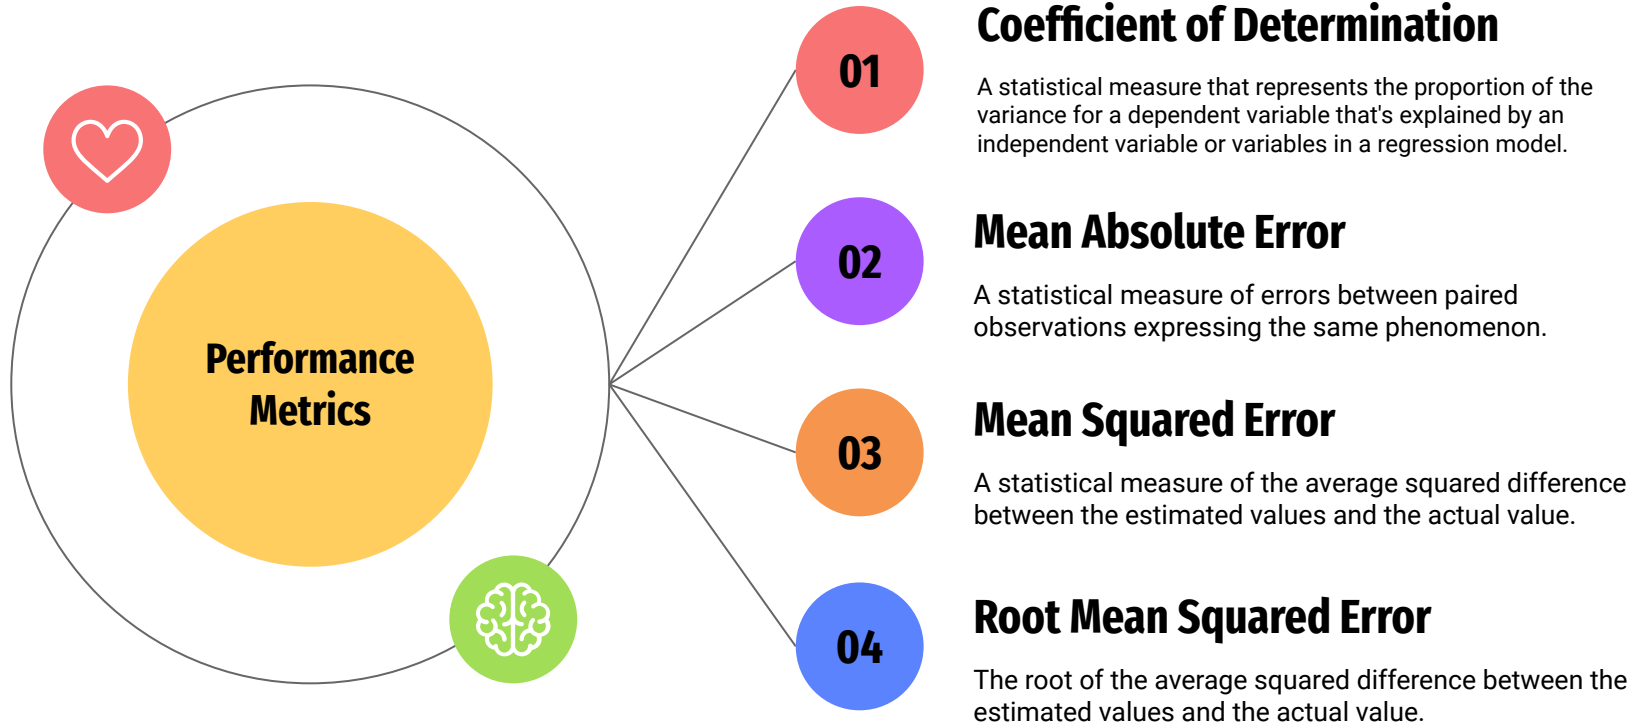 Performance
Metrics
01
Coefficient of Determination
A statistical measure that represents the proportion of the
variance for a dependent variable that's explained by an
independent variable or variables in a regression model.
02
Mean Absolute Error
A statistical measure of errors between paired
observations expressing the same phenomenon.
03
Mean Squared Error
A statistical measure of the average squared difference
between the estimated values and the actual value.
04
Root Mean Squared Error
The root of the average squared difference between the
estimated values and the actual value.